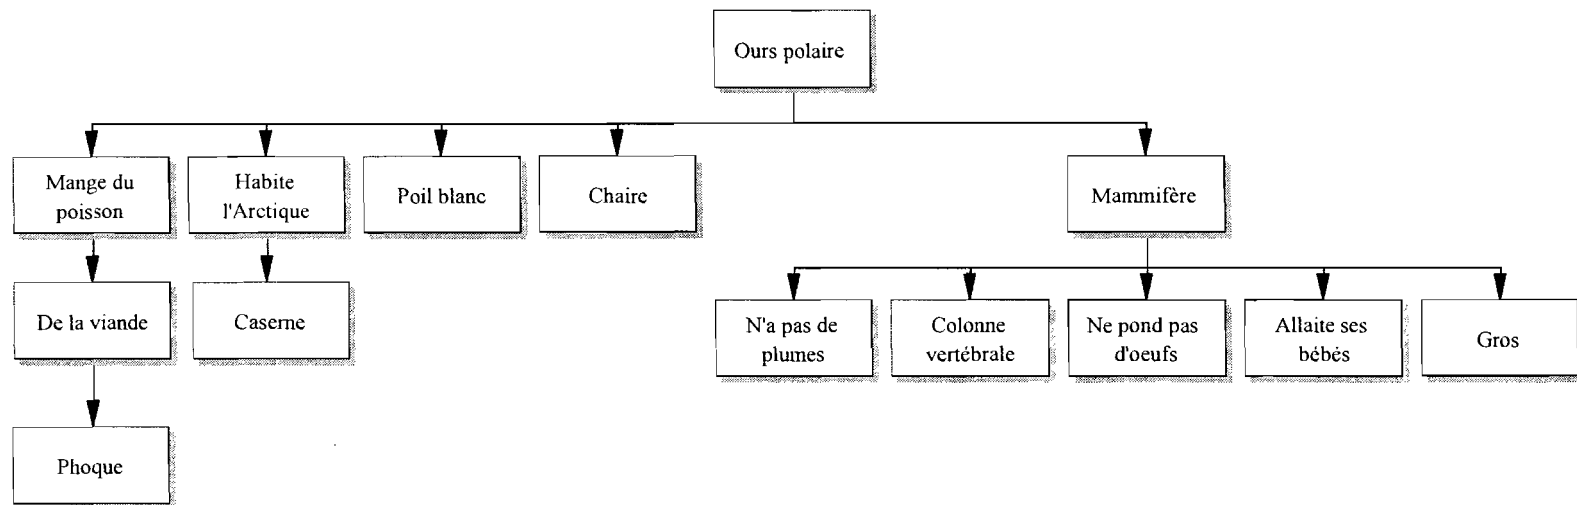 Ours polaire
Mange du
poisson
Habite
l'Arctique
Poil blanc
Chaire
Mammifère
De la viande
Caserne
N'a pas de
plumes
Colonne
vertébrale
Ne pond pas
d'oeufs
Allaite ses
bébés
Gros
Phoque